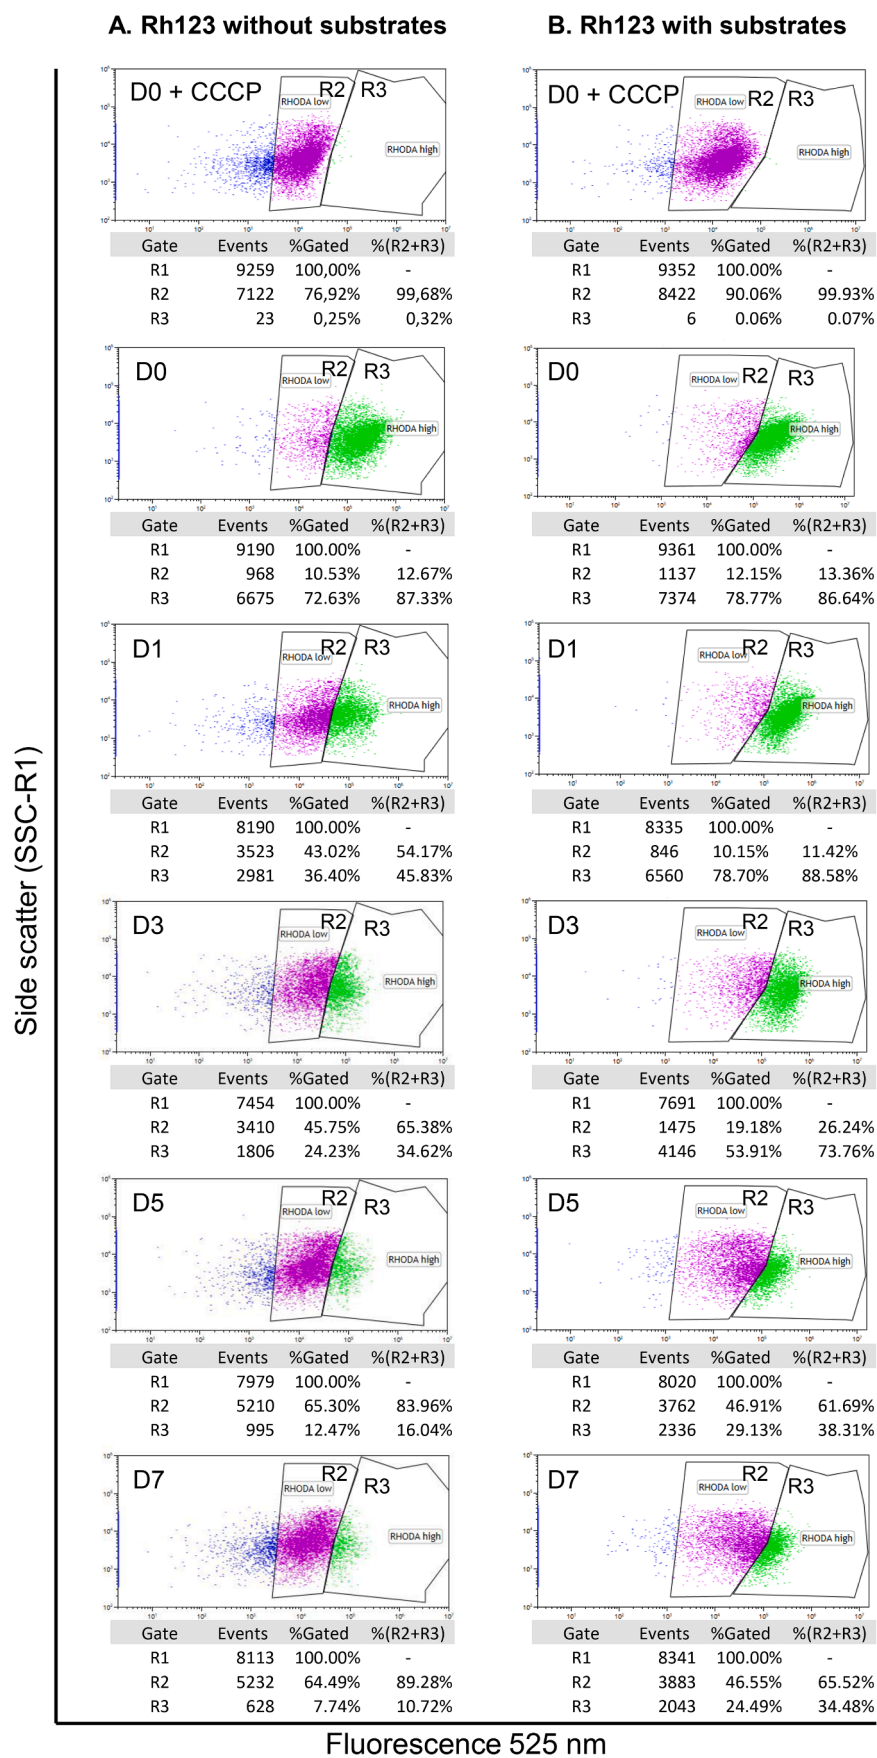 A. Rh123 without substrates
B. Rh123 with substrates
Side scatter (SSC-R1)
D0 + CCCP
R2 R3
RHODA low
RHODA high
Gate Events %Gated %(R2+R3)
R1 9259 100,00% -
R2 7122 76,92% 99,68%
R3 23 0,25% 0,32%
D0 + CCCP
R2 R3
RHODA low
RHODA high
Gate Events %Gated %(R2+R3)
R1 9352 100.00% -
R2 8422 90.06% 99.93%
R3 6 0.06% 0.07%
D0
R2 R3
RHODA low
RHODA high
Gate Events %Gated %(R2+R3)
R1 9190 100.00% -
R2 968 10.53% 12.67%
R3 6675 72.63% 87.33%
D0
R2 R3
RHODA low
RHODA high
Gate Events %Gated %(R2+R3)
R1 9361 100.00% -
R2 1137 12.15% 13.36%
R3 7374 78.77% 86.64%
D1
R2 R3
RHODA low
RHODA high
Gate Events %Gated %(R2+R3)
R1 8190 100.00% -
R2 3523 43.02% 54.17%
R3 2981 36.40% 45.83%
D1
R2 R3
RHODA low
RHODA high
Gate Events %Gated %(R2+R3)
R1 8335 100.00% -
R2 846 10.15% 11.42%
R3 6560 78.70% 88.58%
D3
R2 R3
RHODA low
RHODA high
Gate Events %Gated %(R2+R3)
R1 7454 100.00% -
R2 3410 45.75% 65.38%
R3 1806 24.23% 34.62%
D3
R2 R3
RHODA low
RHODA high
Gate Events %Gated %(R2+R3)
R1 7691 100.00% -
R2 1475 19.18% 26.24%
R3 4146 53.91% 73.76%
D5
R2 R3
RHODA low
RHODA high
Gate Events %Gated %(R2+R3)
R1 7979 100.00% -
R2 5210 65.30% 83.96%
R3 995 12.47% 16.04%
D5
R2 R3
RHODA low
RHODA high
Gate Events %Gated %(R2+R3)
R1 8020 100.00% -
R2 3762 46.91% 61.69%
R3 2336 29.13% 38.31%
D7
R2 R3
RHODA low
RHODA high
Gate Events %Gated %(R2+R3)
R1 8113 100.00% -
R2 5232 64.49% 89.28%
R3 628 7.74% 10.72%
D7
R2 R3
RHODA low
RHODA high
Gate Events %Gated %(R2+R3)
R1 8341 100.00% -
R2 3883 46.55% 65.52%
R3 2043 24.49% 34.48%
Fluorescence 525 nm